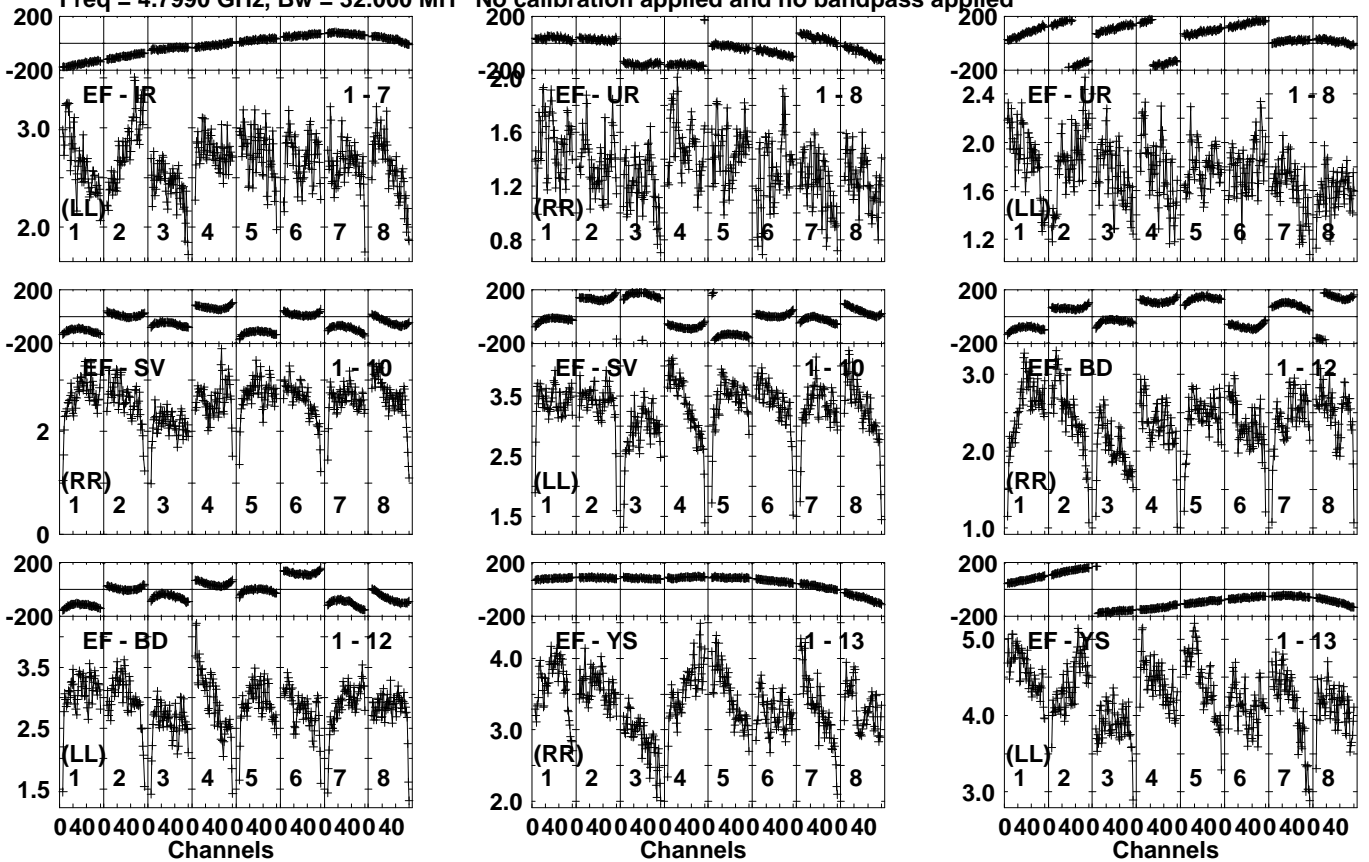 Freq = 4.7990 GHz, Bw = 32.000 MH No calibration applied and no bandpass applied
200 200 200
-200 -200 -200
2.0
EF - IR 1 - 7 EF - UR 1 - 8 2.4 EF - UR 1 - 8
3.0 1.6 2.0
1.2 1.6
(LL) (RR) (LL)
2.0 0.8 1.2
1 2 3 4 5 6 7 8 1 2 3 4 5 6 7 8 1 2 3 4 5 6 7 8
200 200 200
-200 -200 -200
EF - SV 1 - 10 EF - SV 1 - 10 EF - BD 1 - 12
3.5 3.0
2 2.5 2.0
(RR) (LL) (RR)
1 2 3 4 5 6 7 8 1 2 3 4 5 6 7 8 1 2 3 4 5 6 7 8
0 1.5 1.0
200 200 200
-200 -200 -200
EF - BD 1 - 12 EF - YS 1 - 13 EF - YS 1 - 13
3.5 4.0 5.0
2.5 3.0 4.0
(LL) (RR) (LL)
1 2 3 4 5 6 7 8 1 2 3 4 5 6 7 8 1 2 3 4 5 6 7 8
1.5 2.0 3.0
0 40 0 40 0 40 0 40 0 40 0 40 0 40 0 40 0 40 0 40 0 40 0 40 0 40 0 40 0 40 0 40 0 40 0 40 0 40 0 40 0 40 0 40 0 40 0 40
Channels Channels Channels